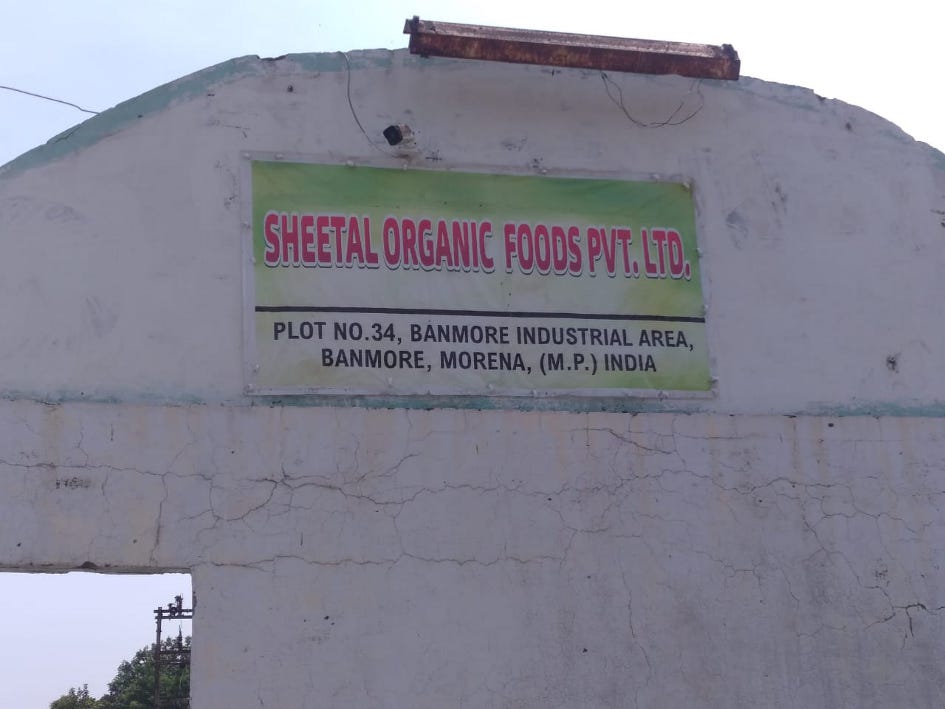 SHEETAL ORGANIC FOODS PVT. LTD.
PLOT NO.34, BANMORE INDUSTRIAL AREA,
BANMORE, MORENA, (M.P.) INDIA